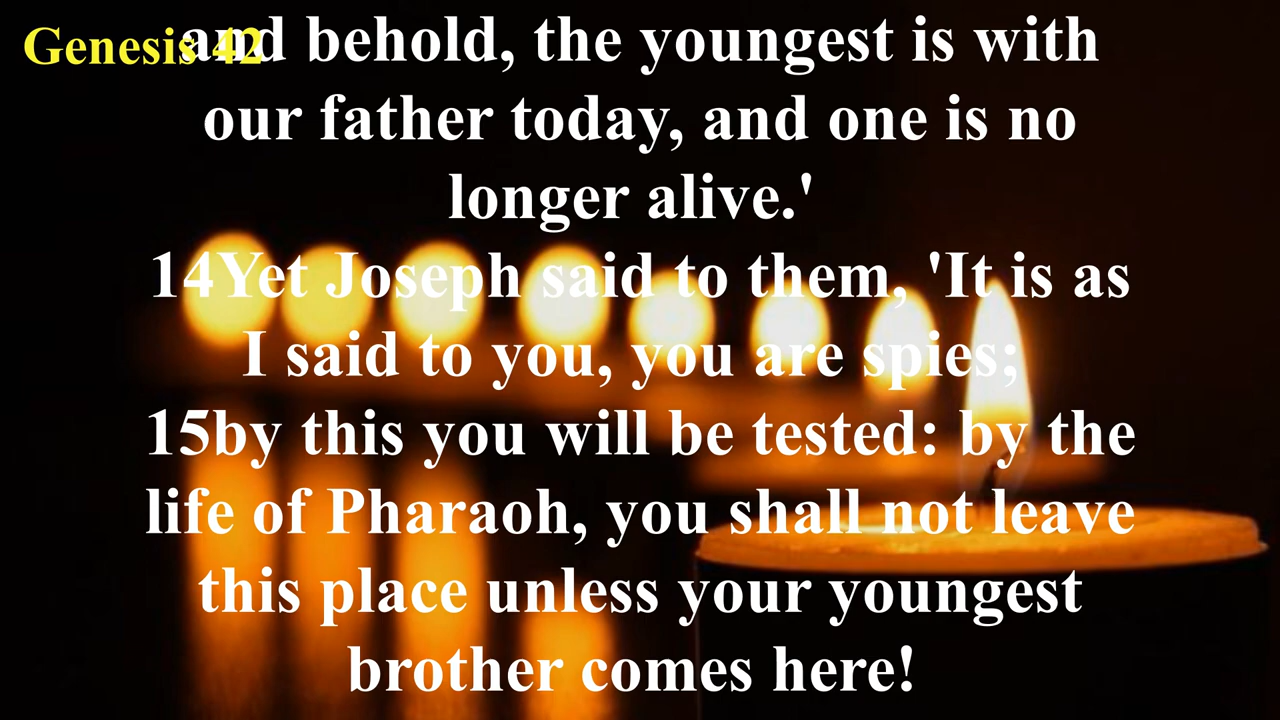 Genesis 42
and behold, the youngest is with
our father today, and one is no
longer alive.'
14Yet Joseph said to them, 'It is as
I said to you, you are spies;
15by this you will be tested: by the
life of Pharaoh, you shall not leave
this place unless your youngest
brother comes here!